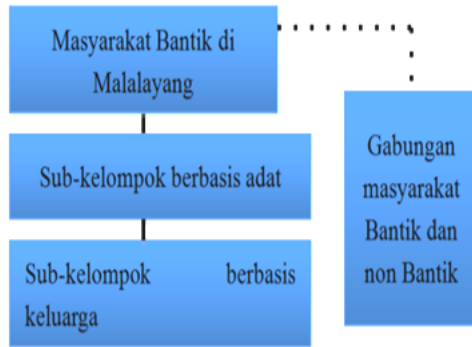 Masyarakat Bantik di
Malalayang
Sub-kelompok berbasis adat
Sub-kelompok berbasis
keluarga
Gabungan
masyarakat
Bantik dan
non Bantik